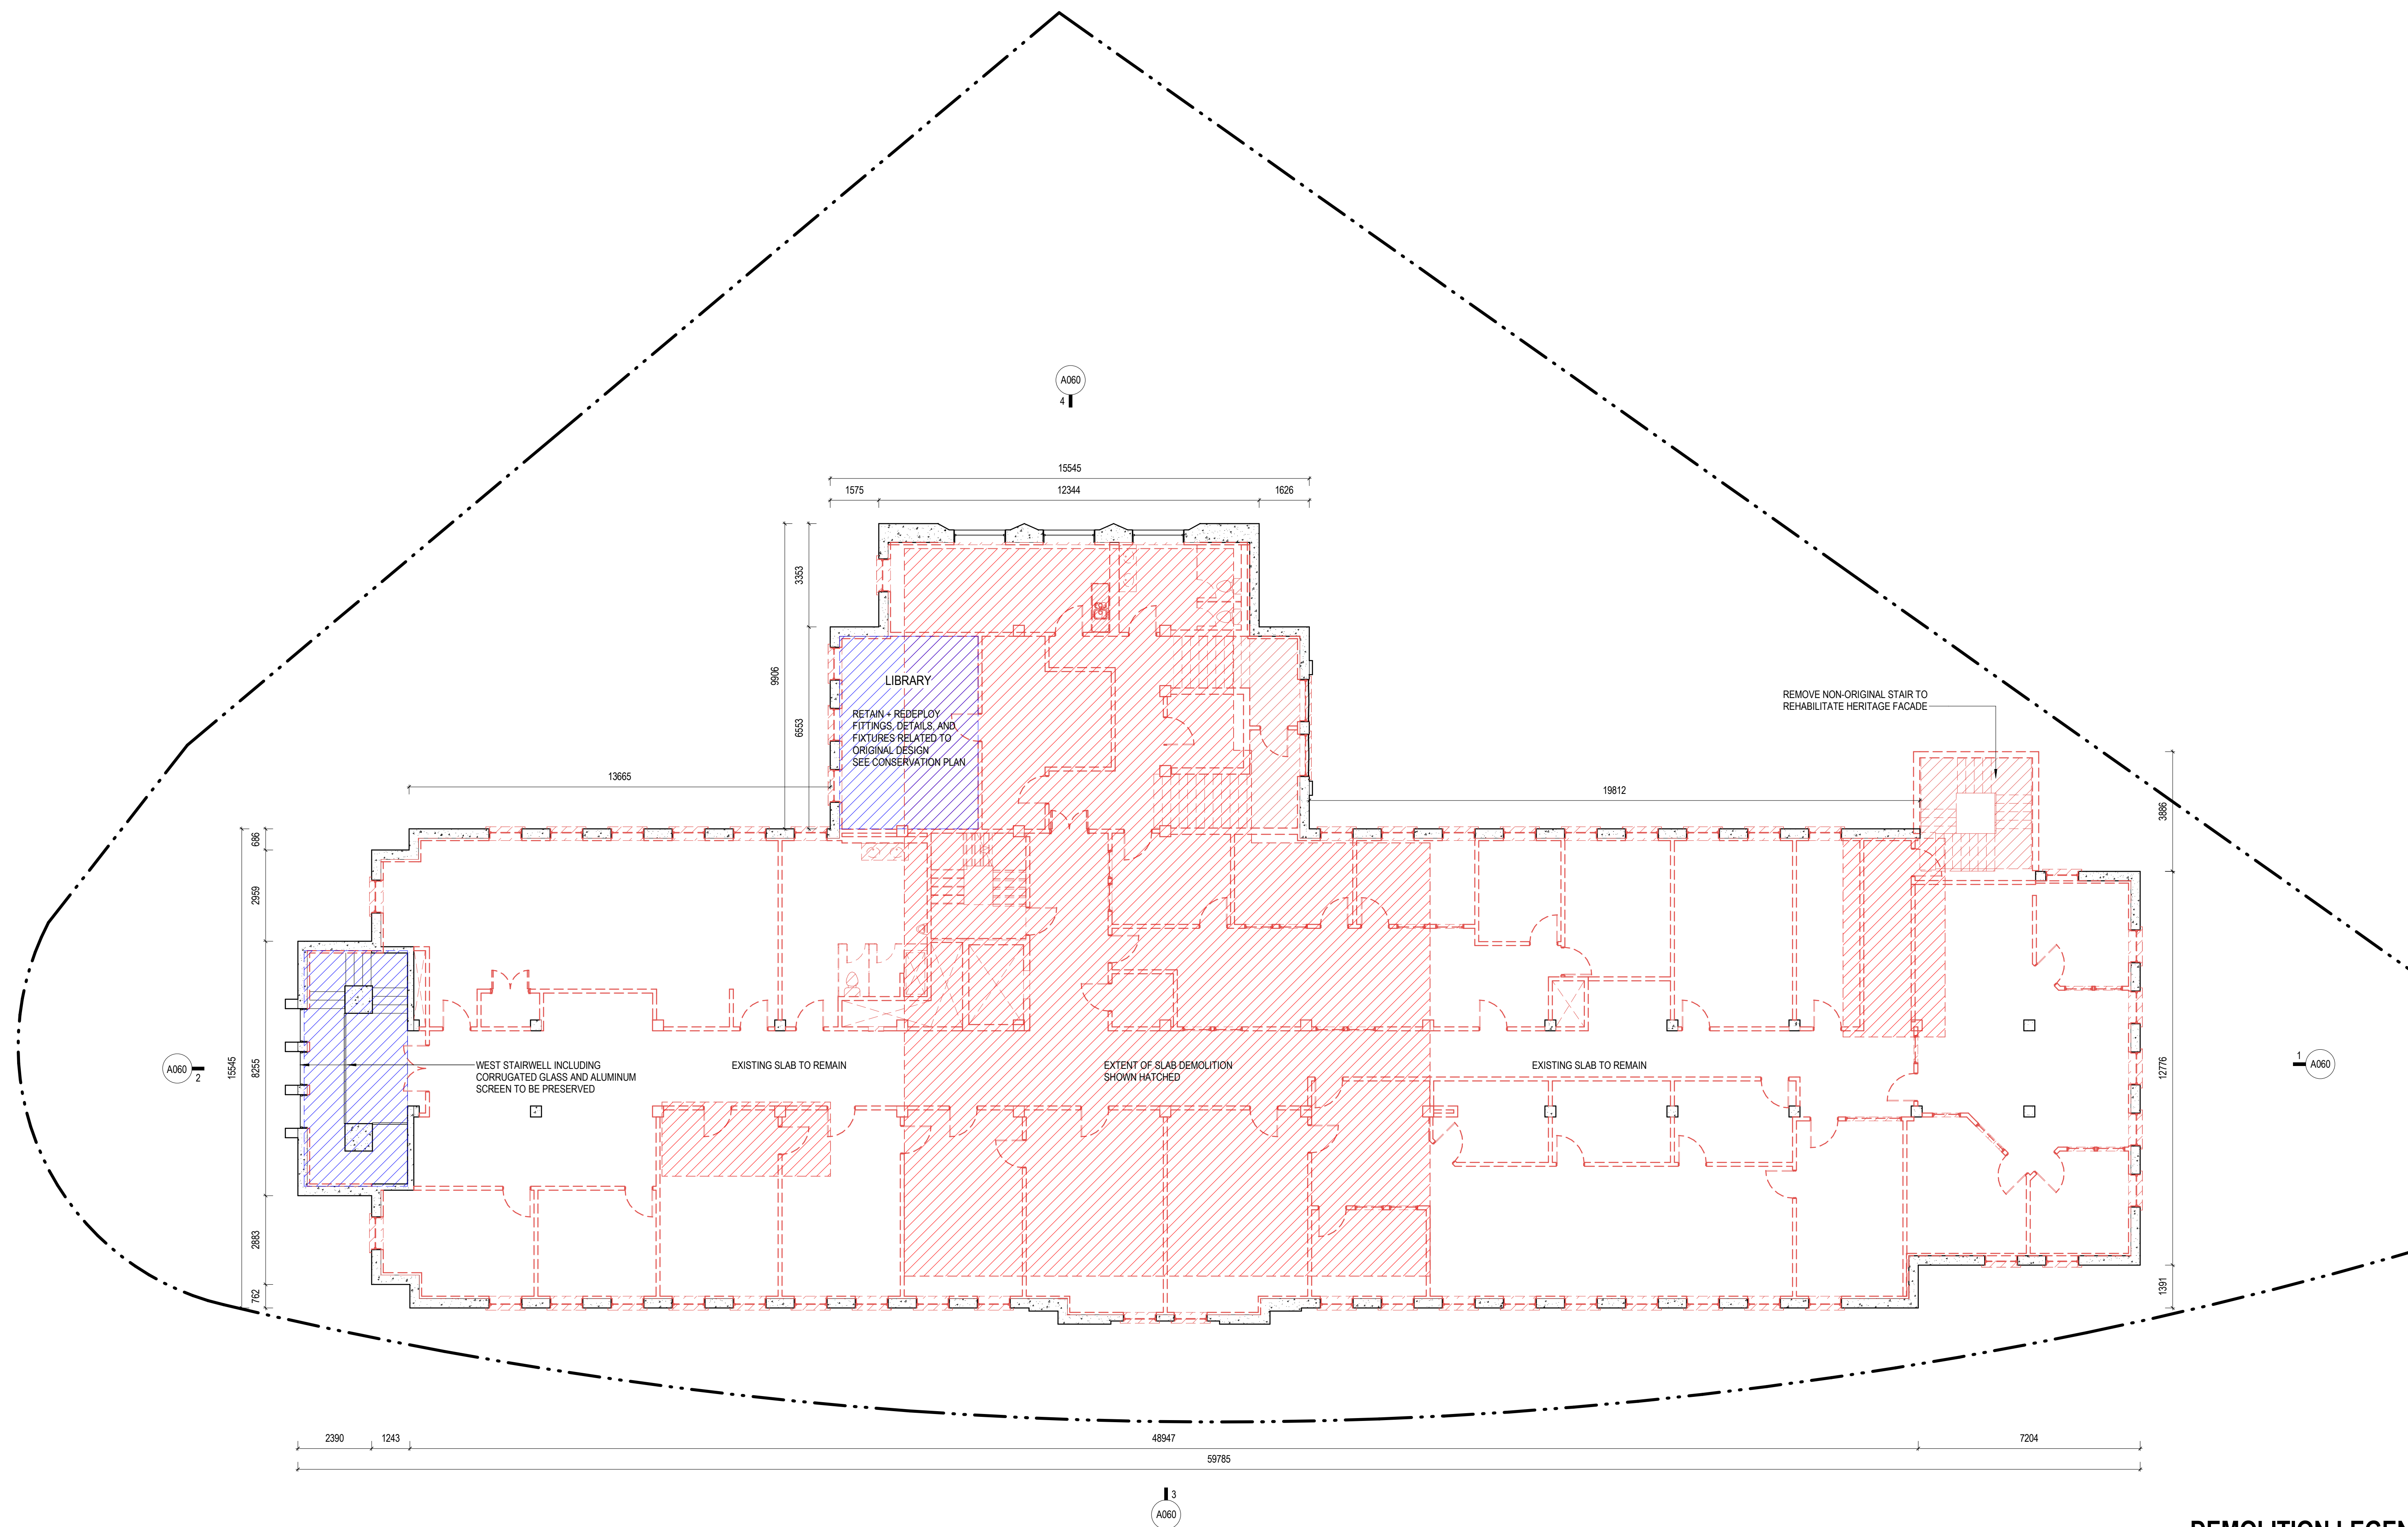 A060
4
15545
1575
12344
1626
3353
9906
6553
LIBRARY
RETAIN + REDEPLOY
FITTINGS, DETAILS, AND
FIXTURES RELATED TO
ORIGINAL DESIGN
SEE CONSERVATION PLAN
REMOVE NON-ORIGINAL STAIR TO
REHABILITATE HERITAGE FACADE
13665
19812
3886
686
2959
15545
8255
2883
762
A060
2
WEST STAIRWELL INCLUDING
CORRUGATED GLASS AND ALUMINUM
SCREEN TO BE PRESERVED
EXISTING SLAB TO REMAIN
EXTENT OF SLAB DEMOLITION
SHOWN HATCHED
EXISTING SLAB TO REMAIN
12776
1
A060
1391
2390
1243
48947
7204
59785
3
A060